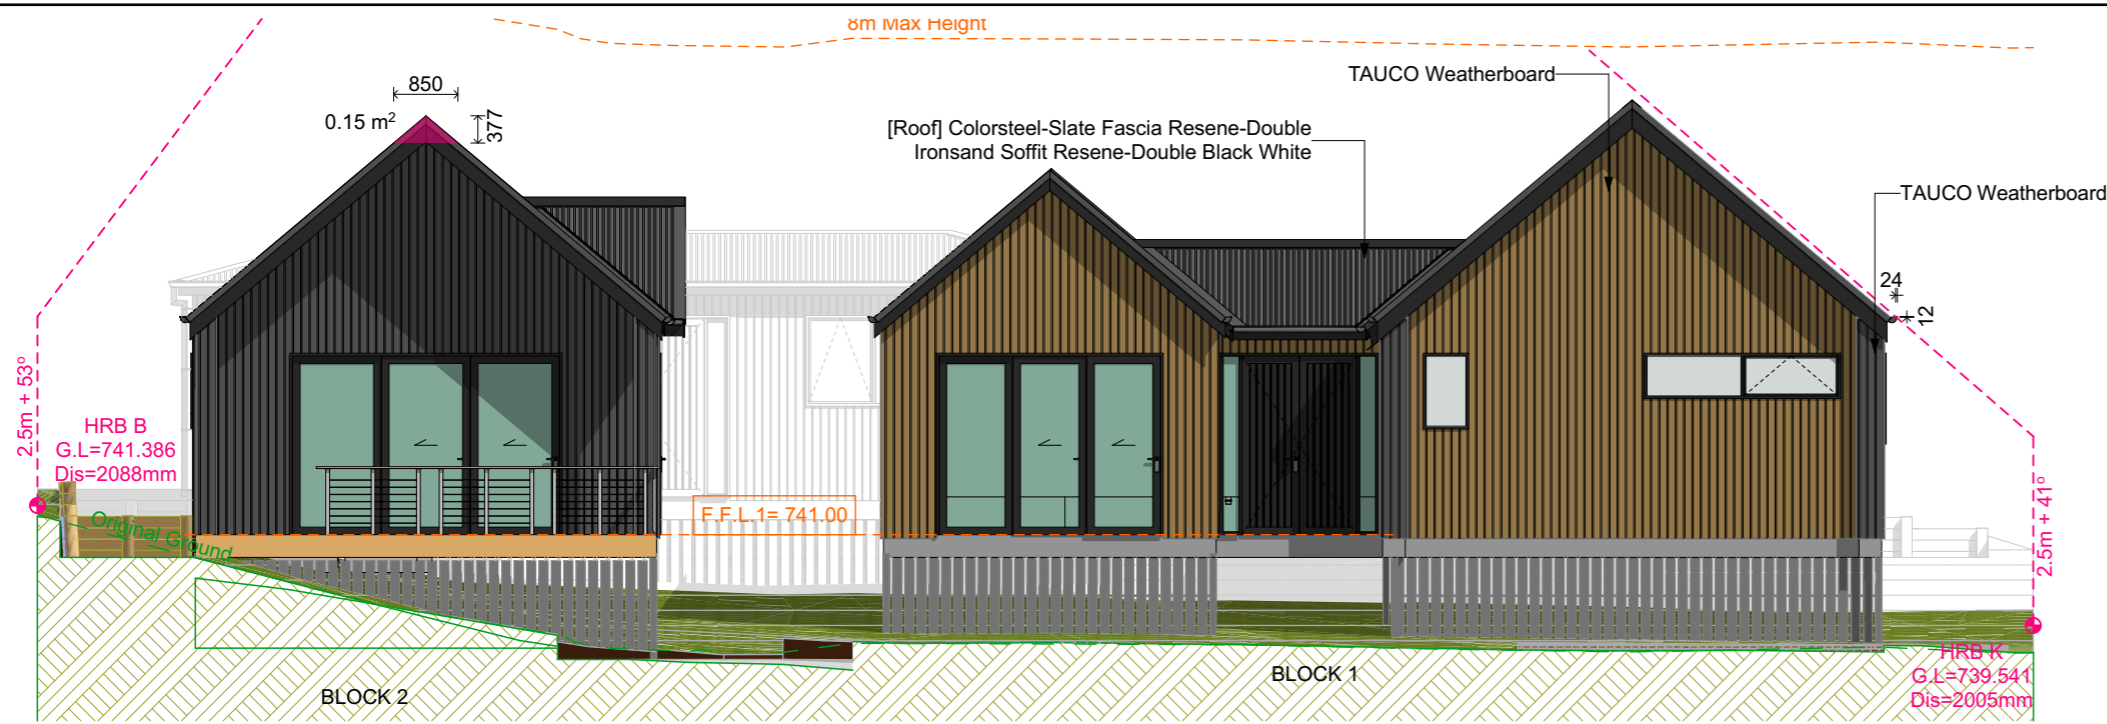 8m Max Height
TAUCO Weatherboard
850
0.15 m²
377
[Roof] Colorsteel-Slate Fascia Resene-Double
Ironsand Soffit Resene-Double Black White
TAUCO Weatherboard
24
12
2.5m + 53º
HRB B
G.L=741.386
Dis=2088mm
Original Ground
F.F.L.1= 741.00
2.5m + 41º
HRB K
G.L=739.541
Dis=2005mm
BLOCK 2
BLOCK 1